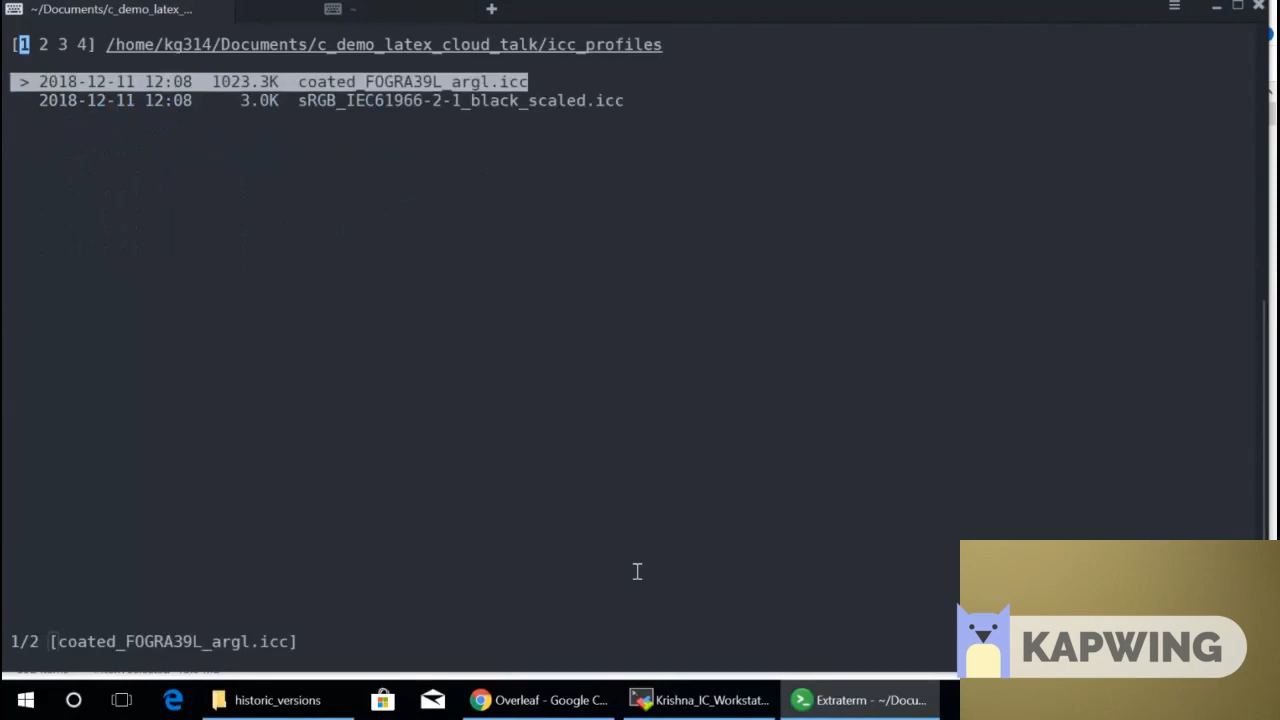 ~/Documents/c_demo_latex_...
~
[1 2 3 4] /home/kg314/Documents/c_demo_latex_cloud_talk/icc_profiles
> 2018-12-11 12:08 1023.3K coated_FOGRA39L_argl.icc
2018-12-11 12:08 3.0K sRGB_IEC61966-2-1_black_scaled.icc
1/2 [coated_FOGRA39L_argl.icc]
KAPWING
historic_versions
Overleaf - Google C...
Krishna_IC_Workstat...
Extraterm - ~/Docu...